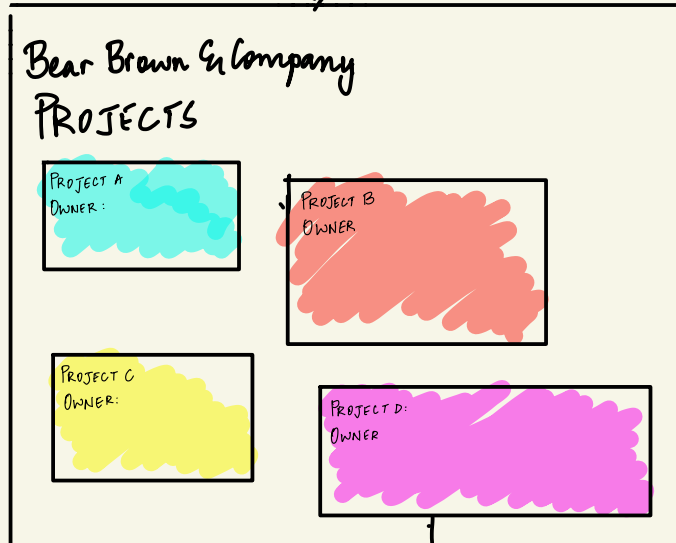 Bear Brown & Company
PROJECTS
PROJECT A
OWNER:
PROJECT B
OWNER
PROJECT C
OWNER:
PROJECT D:
OWNER